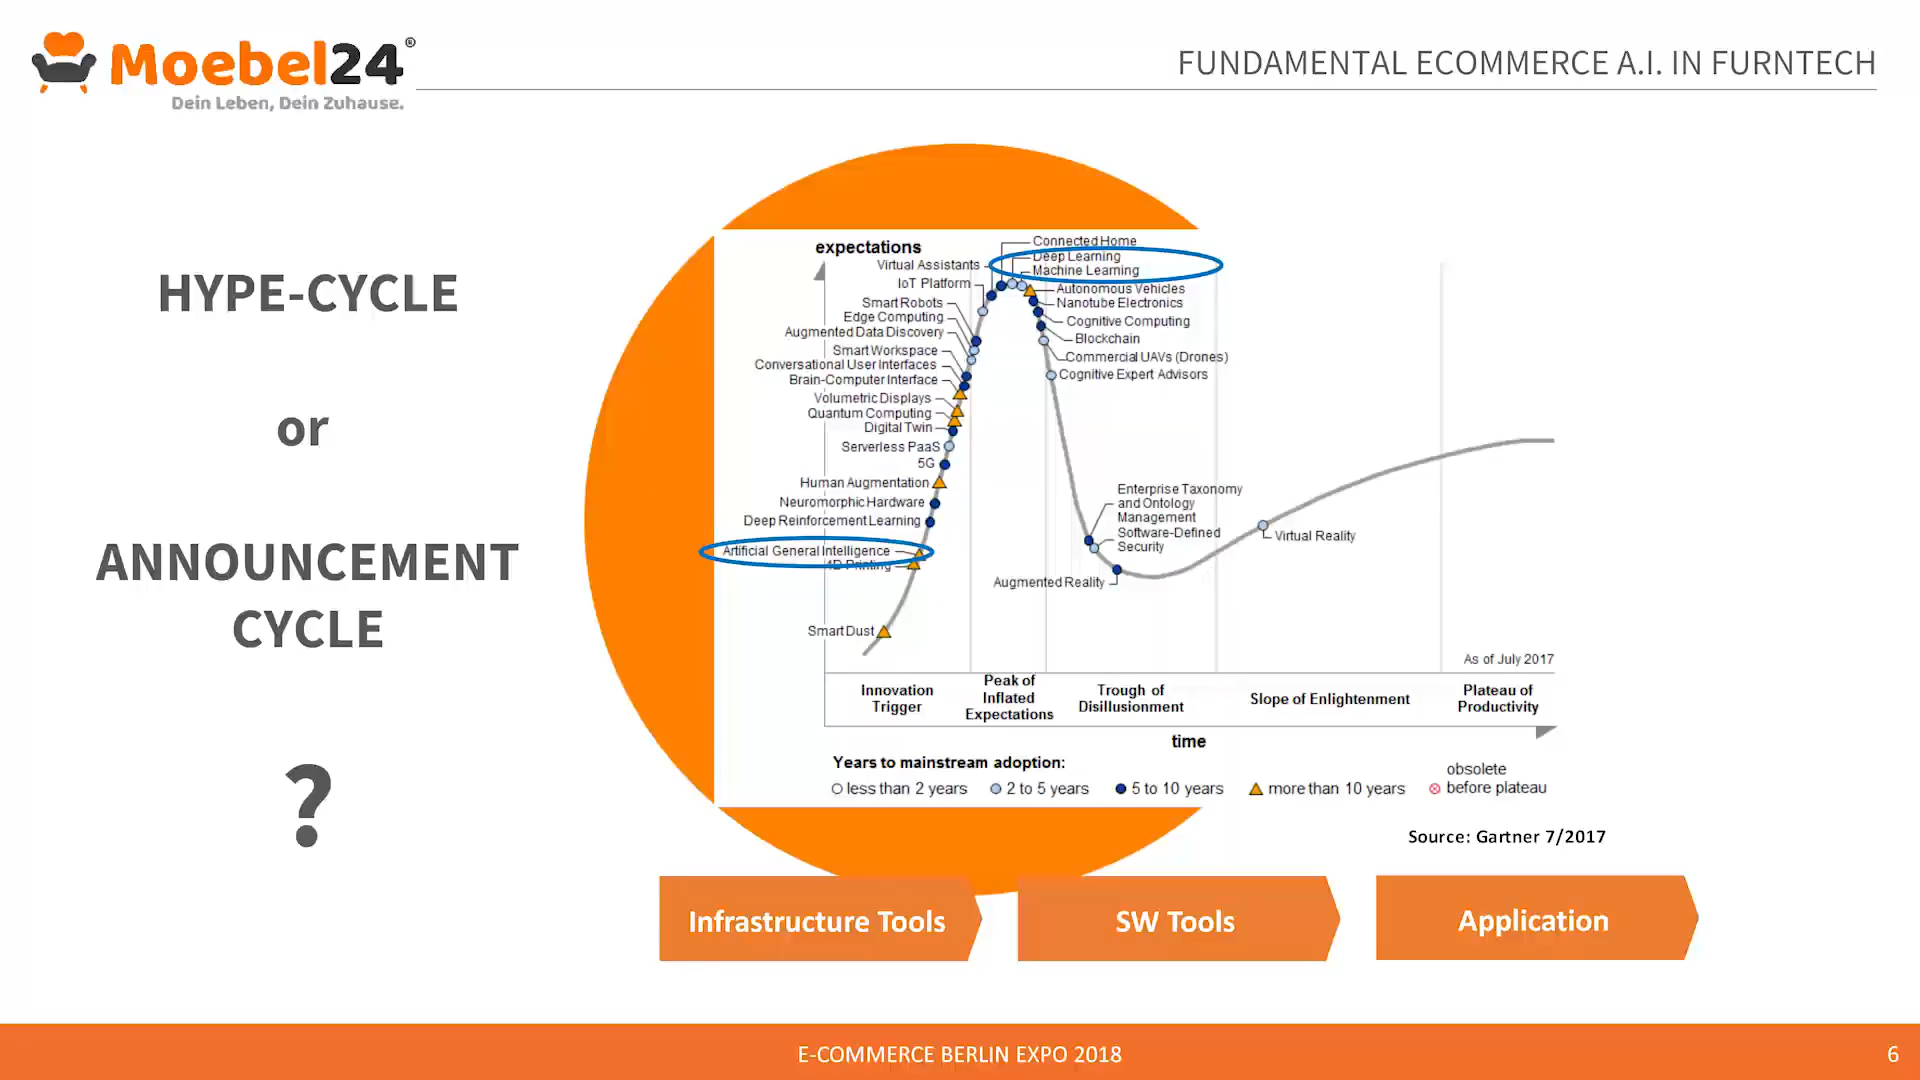 Moebel24®
Dein Leben, Dein Zuhause.
FUNDAMENTAL ECOMMERCE A.I. IN FURNTECH
HYPE-CYCLE
or
ANNOUNCEMENT
CYCLE
?
expectations
Connected Home
Deep Learning
Virtual Assistants
Machine Learning
IoT Platform
Autonomous Vehicles
Smart Robots
Nanotube Electronics
Edge Computing
Cognitive Computing
Augmented Data Discovery
Blockchain
Smart Workspace
Commercial UAVs (Drones)
Conversational User Interfaces
Cognitive Expert Advisors
Brain-Computer Interface
Volumetric Displays
Quantum Computing
Digital Twin
Serverless PaaS
5G
Human Augmentation
Neuromorphic Hardware
Deep Reinforcement Learning
Artificial General Intelligence
4D Printing
Smart Dust
Enterprise Taxonomy
and Ontology
Management
Software-Defined
Security
Augmented Reality
Virtual Reality
As of July 2017
Innovation
Trigger
Peak of
Inflated
Expectations
Trough of
Disillusionment
Slope of Enlightenment
Plateau of
Productivity
time
Years to mainstream adoption:
less than 2 years
2 to 5 years
5 to 10 years
more than 10 years
obsolete
before plateau
Source: Gartner 7/2017
Infrastructure Tools
SW Tools
Application
E-COMMERCE BERLIN EXPO 2018
6